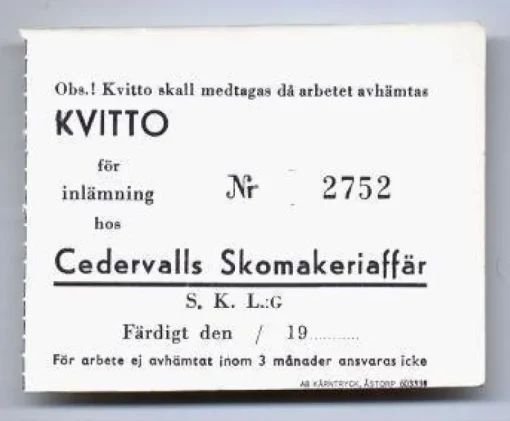 Obs.! Kvitto skall medtagas då arbetet avhämtas
KVITTO
för
inlämning
hos
Nr 2752
Cedervalls Skomakeriaffär
S. K. L.:G
Färdigt den / 19...........
För arbete ej avhämtat inom 3 månader ansvaras icke
AB KÄRNTRYCK, ÅSTORP